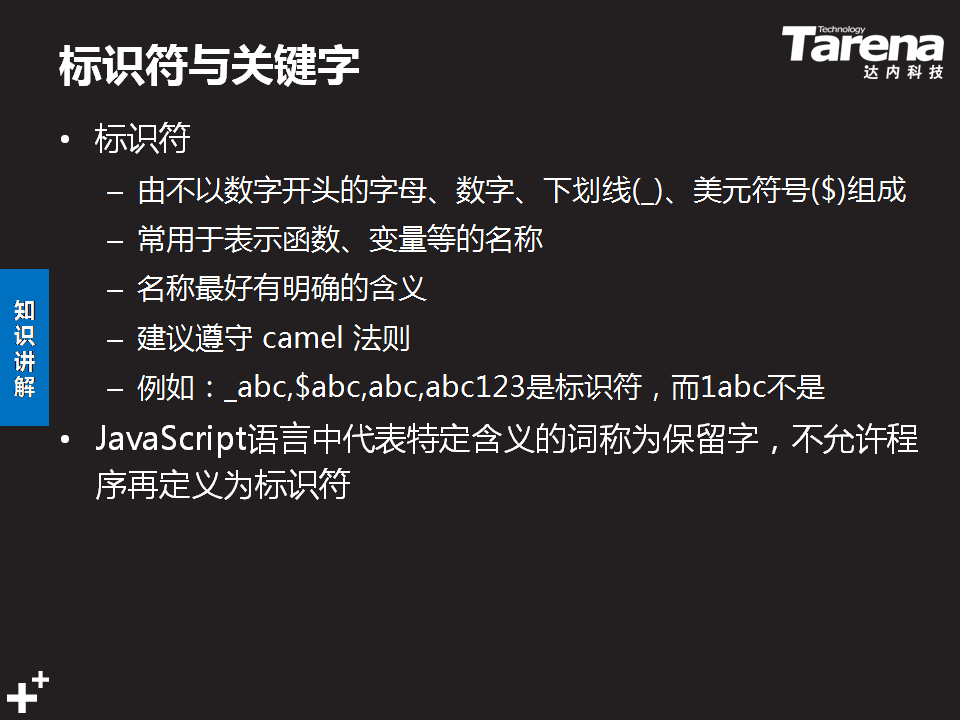 标识符与关键字
Technology
Tarena
达内科技
• 标识符
– 由不以数字开头的字母、数字、下划线(_)、美元符号($)组成
– 常用于表示函数、变量等的名称
– 名称最好有明确的含义
– 建议遵守 camel 法则
– 例如：_abc,$abc,abc,abc123是标识符，而1abc不是
• JavaScript语言中代表特定含义的词称为保留字，不允许程
序再定义为标识符
知识讲解